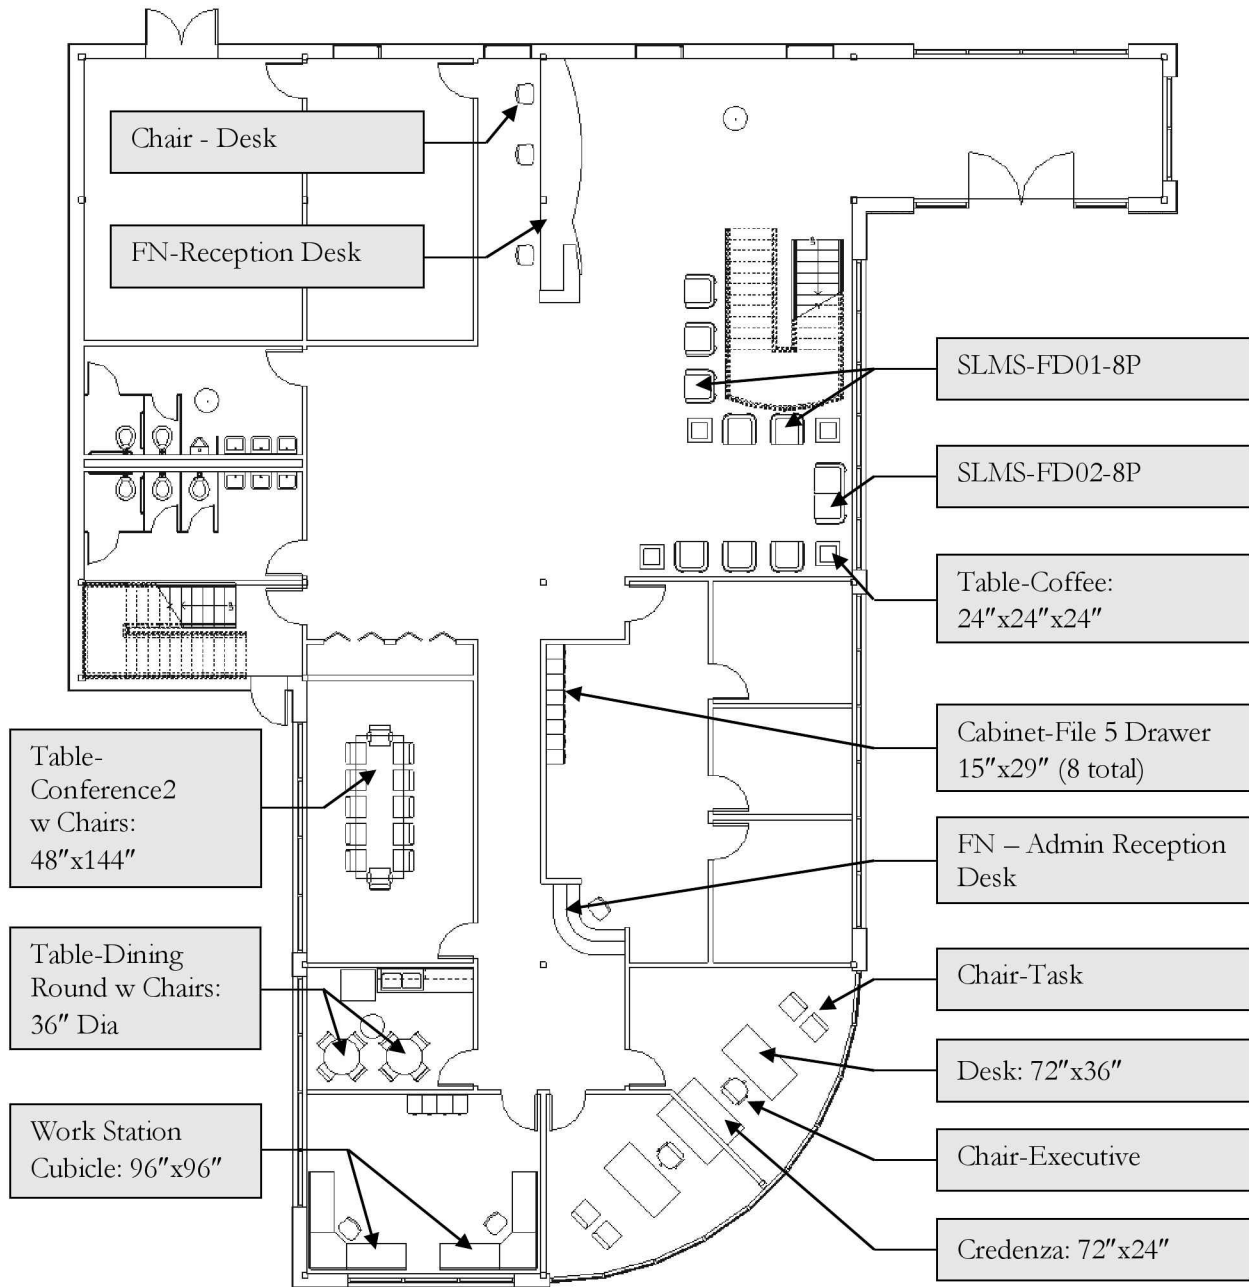 Chair - Desk
FN-Reception Desk
SLMS-FD01-8P
SLMS-FD02-8P
Table-Coffee:
24"x24"x24"
Cabinet-File 5 Drawer
15"x29" (8 total)
Table-
Conference2
w Chairs:
48"x144"
FN – Admin Reception
Desk
Table-Dining
Round w Chairs:
36" Dia
Chair-Task
Desk: 72"x36"
Work Station
Cubicle: 96"x96"
Chair-Executive
Credenza: 72"x24"